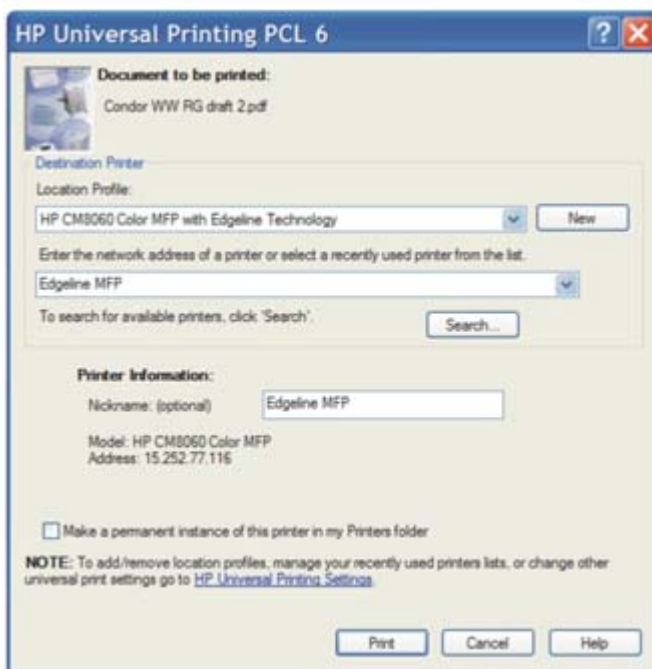 HP Universal Printing PCL 6
Document to be printed:
Condor WW RG draft 2.pdf
Destination Printer
Location Profile:
HP CM8060 Color MFP with Edgeline Technology
New
Enter the network address of a printer or select a recently used printer from the list.
Edgeline MFP
To search for available printers, click 'Search'.
Search...
Printer Information:
Nickname: (optional)
Edgeline MFP
Model: HP CM8060 Color MFP
Address: 15.252.77.116
Make a permanent instance of this printer in my Printers folder
NOTE: To add/remove location profiles, manage your recently used printers lists, or change other
universal print settings go to HP Universal Printing Settings.
Print
Cancel
Help